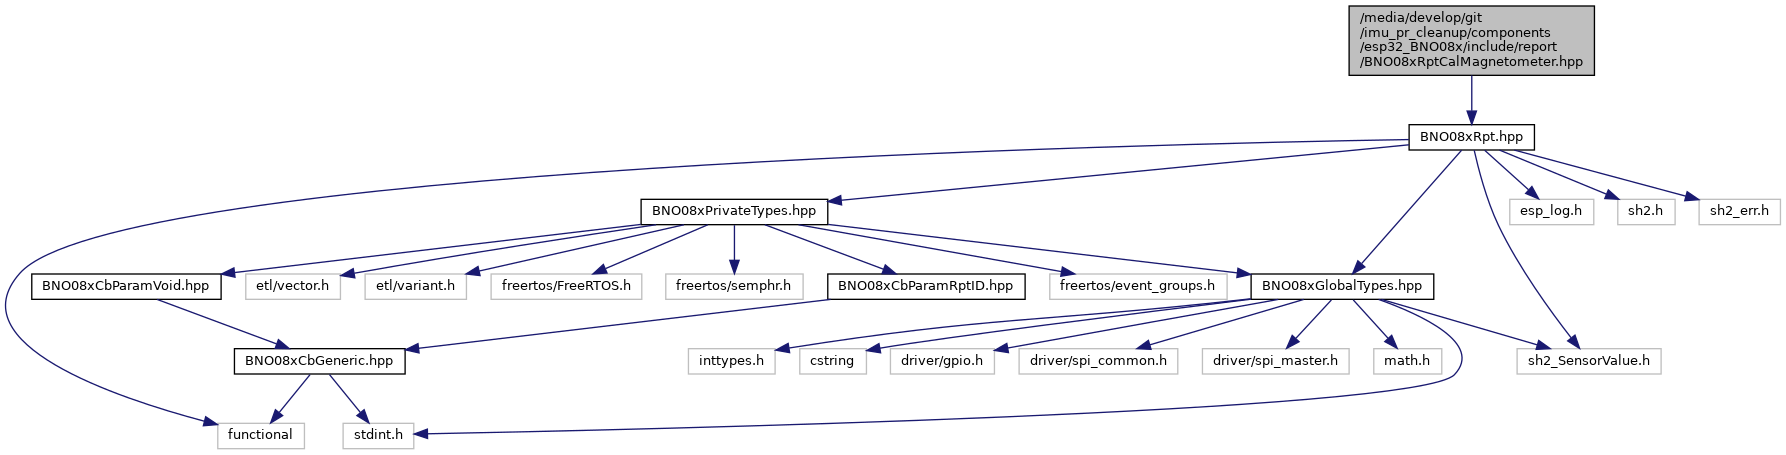 /media/develop/git
/imu_pr_cleanup/components
/esp32_BNO08x/include/report
/BNO08xRptCalMagnetometer.hpp
BNO08xRpt.hpp
BNO08xPrivateTypes.hpp
esp_log.h
sh2.h
sh2_err.h
BNO08xCbParamVoid.hpp
etl/vector.h
etl/variant.h
freertos/FreeRTOS.h
freertos/semphr.h
BNO08xCbParamRptID.hpp
freertos/event_groups.h
BNO08xGlobalTypes.hpp
BNO08xCbGeneric.hpp
inttypes.h
cstring
driver/gpio.h
driver/spi_common.h
driver/spi_master.h
math.h
sh2_SensorValue.h
functional
stdint.h